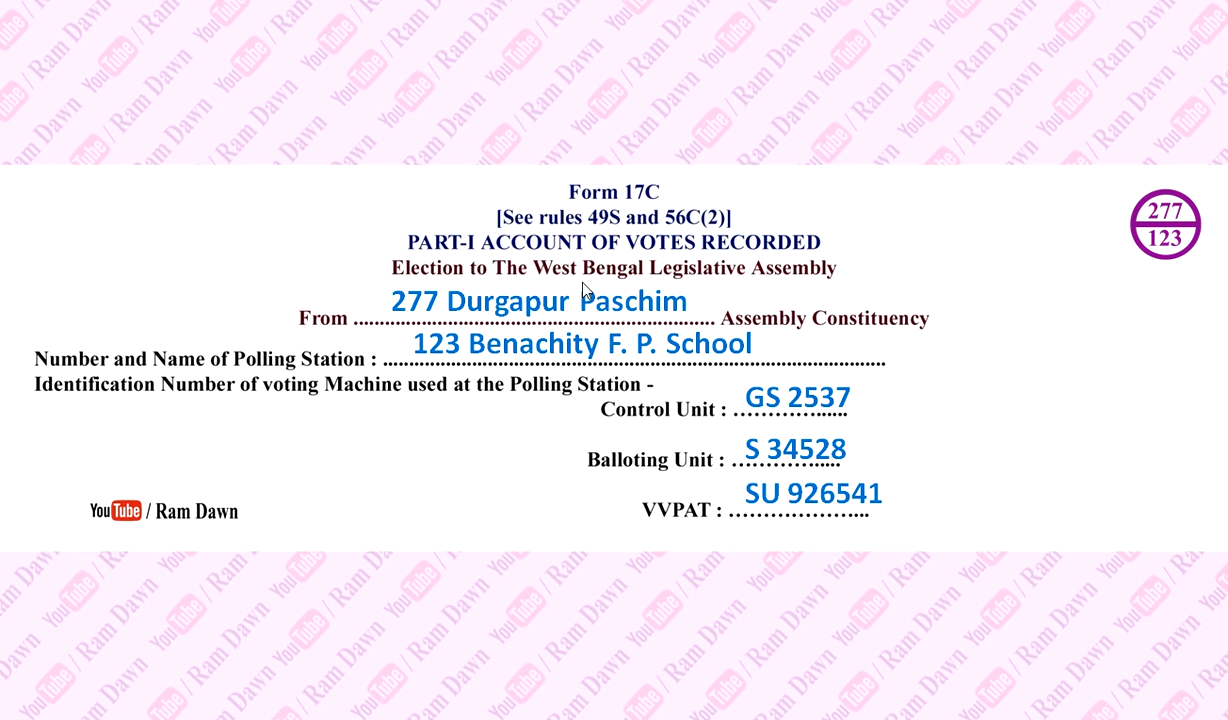 Form 17C
[See rules 49S and 56C(2)]
PART-I ACCOUNT OF VOTES RECORDED
Election to The West Bengal Legislative Assembly
277
123
From 277 Durgapur Paschim Assembly Constituency
Number and Name of Polling Station : 123 Benachity F. P. School
Identification Number of voting Machine used at the Polling Station -
Control Unit : GS 2537
Balloting Unit : S 34528
VVPAT : SU 926541
YouTube / Ram Dawn